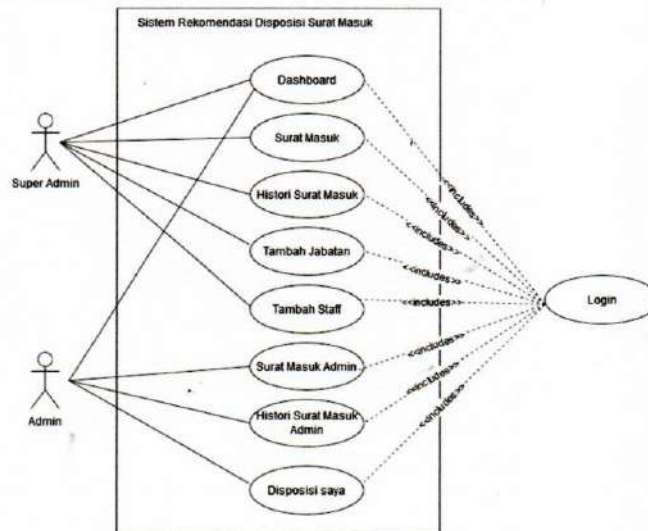 Sistem Rekomendasi Disposisi Surat Masuk
Dashboard
Surat Masuk
Super Admin
Histori Surat Masuk
Tambah Jabatan
Tambah Staff
Surat Masuk Admin
Admin
Histori Surat Masuk
Admin
Disposisi saya
<<includes>>
<<includes>>
<<includes>>
<<includes>>
<<includes>>
<<includes>>
<<includes>>
<<includes>>
Login